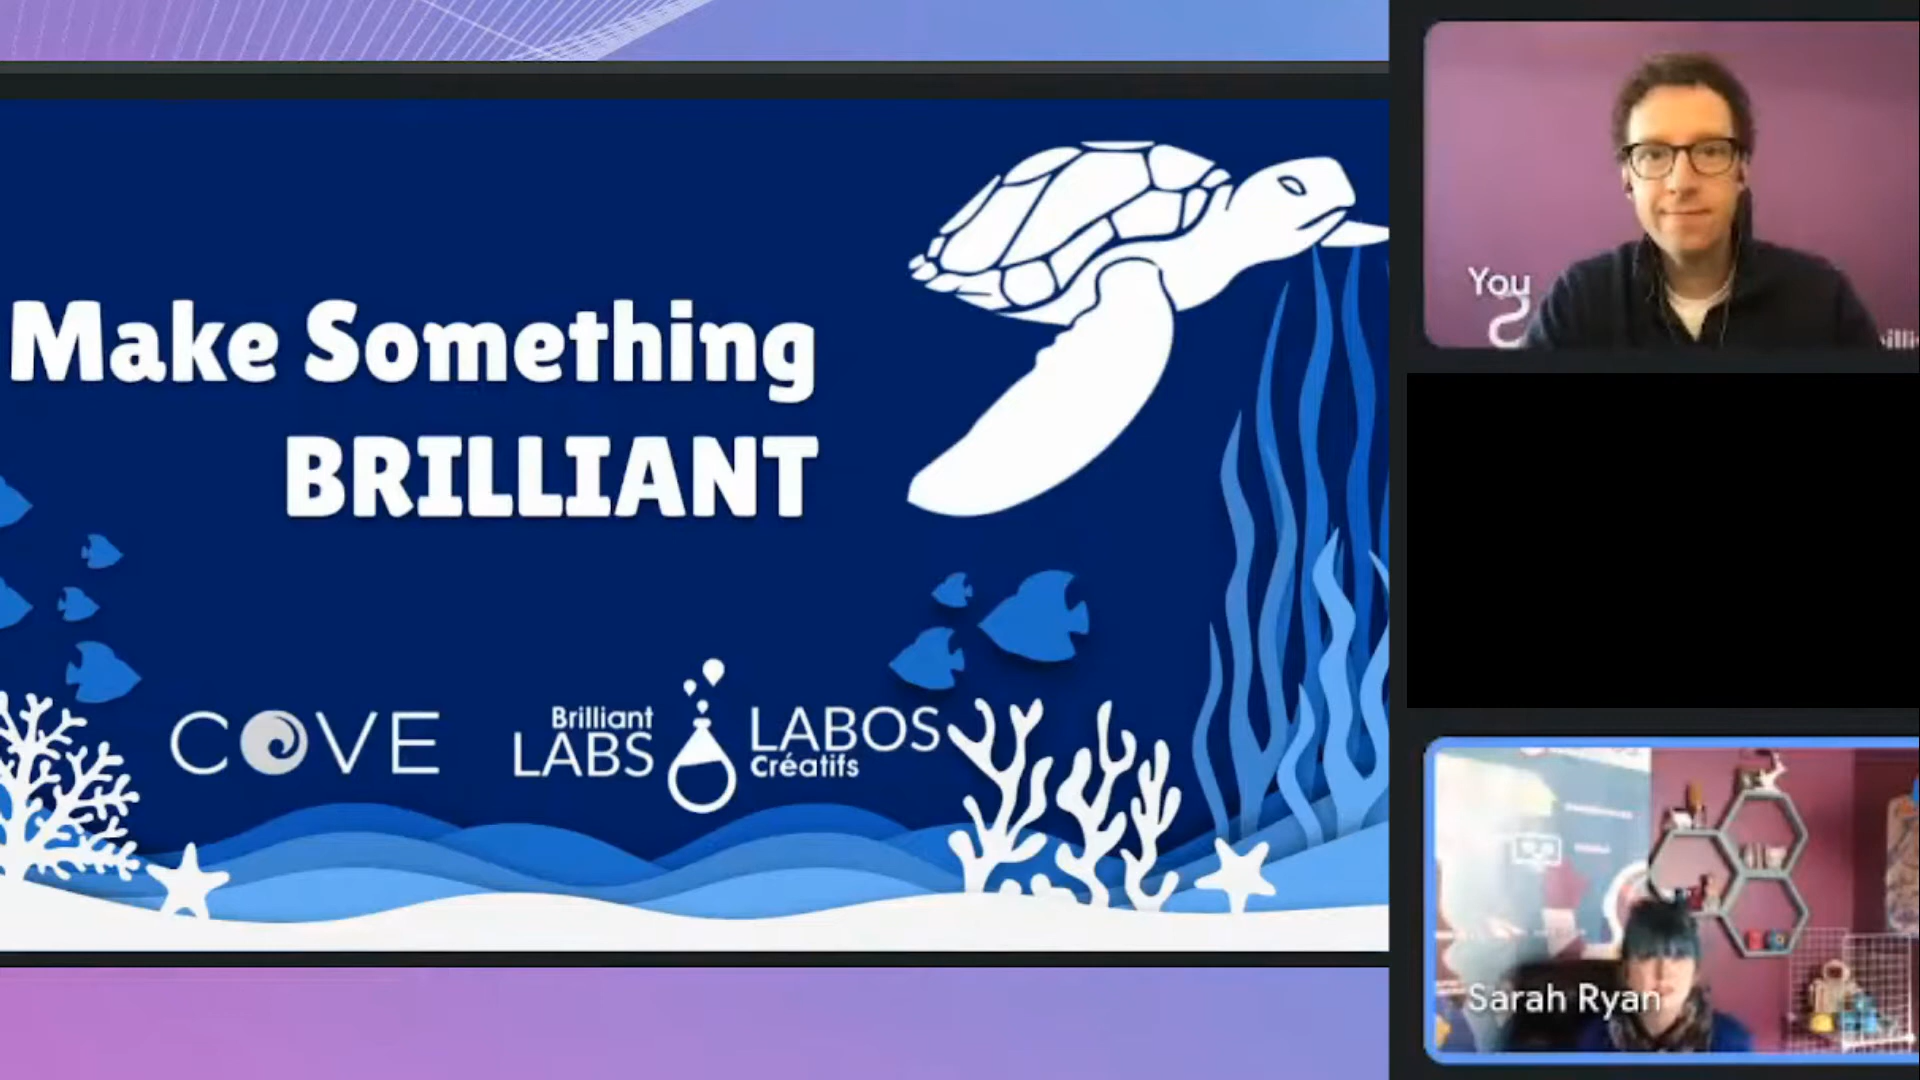 Make Something
BRILLIANT
COVE
Brilliant
LABS
LABOS
Créatifs
You
Sarah Ryan